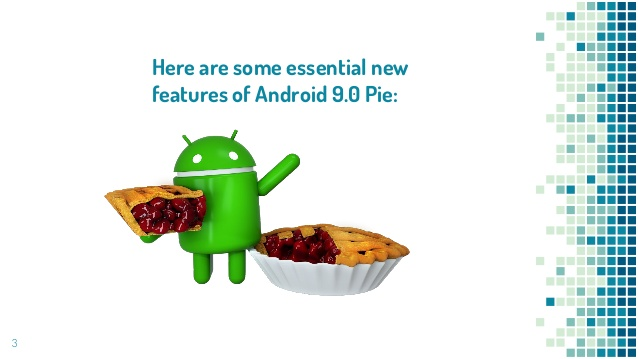 Here are some essential new
features of Android 9.0 Pie:
3